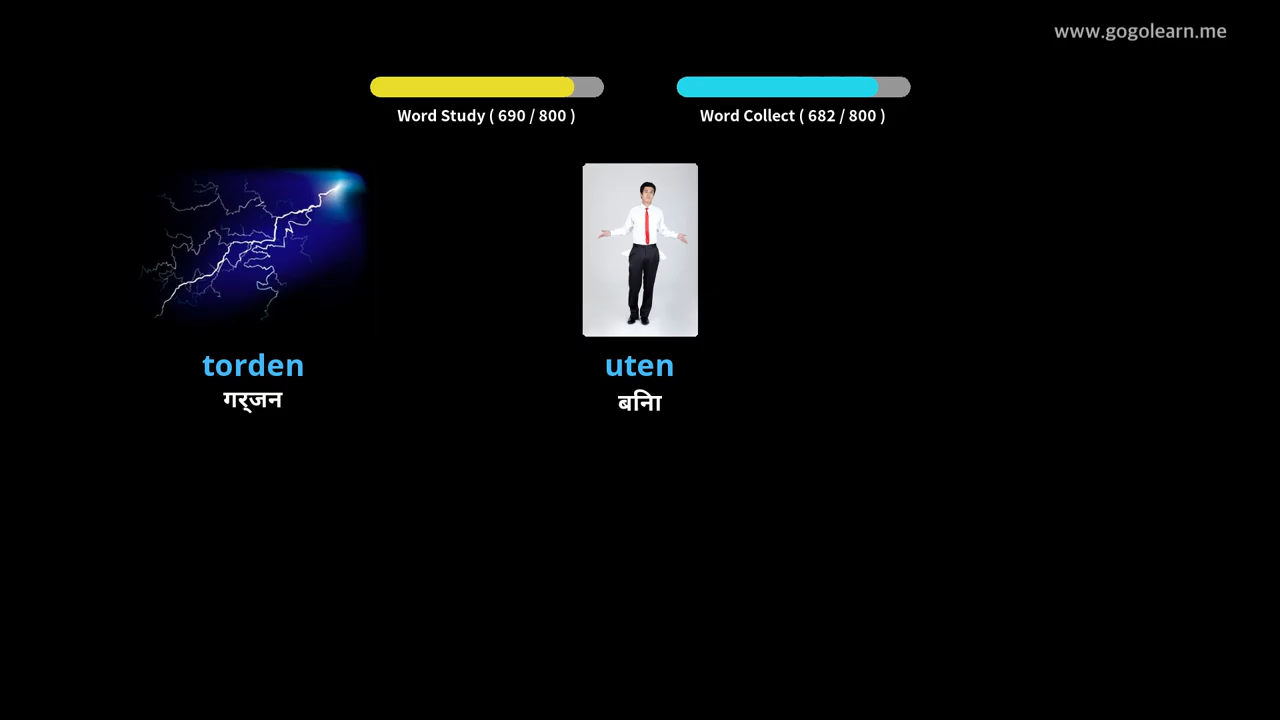 www.gogolearn.me
Word Study ( 690 / 800 )
Word Collect ( 682 / 800 )
torden
uten
गर्जन
बिना